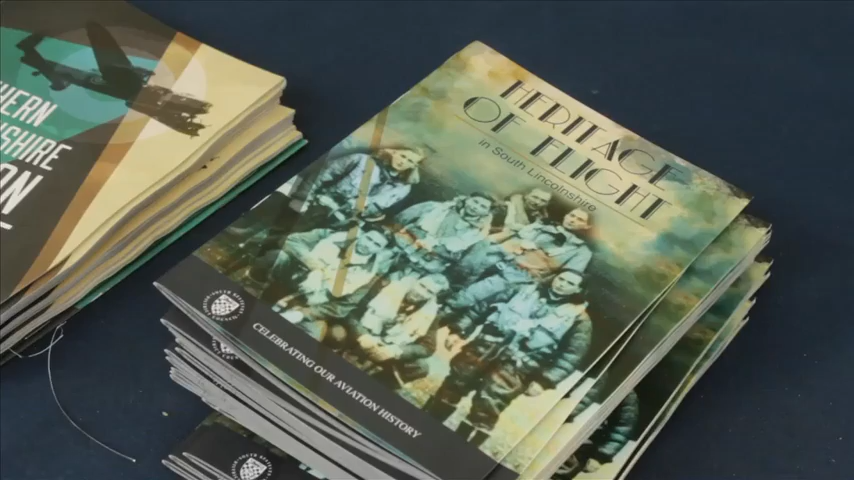 HERN
NSHIRE
ON
HERITAGE
OF FLIGHT
in South Lincolnshire
CELEBRATING OUR AVIATION HISTORY